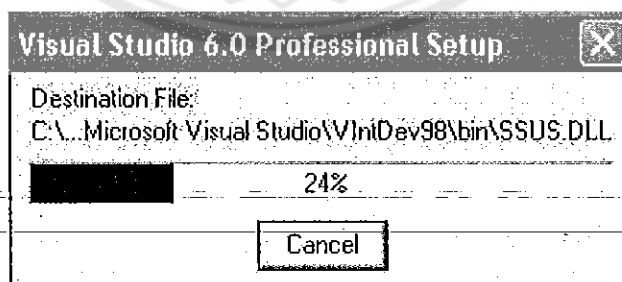 Visual Studio 6.0 Professional Setup
Destination File:
C:\...Microsoft Visual Studio\VIntDev98\bin\SSUS.DLL
24%
Cancel